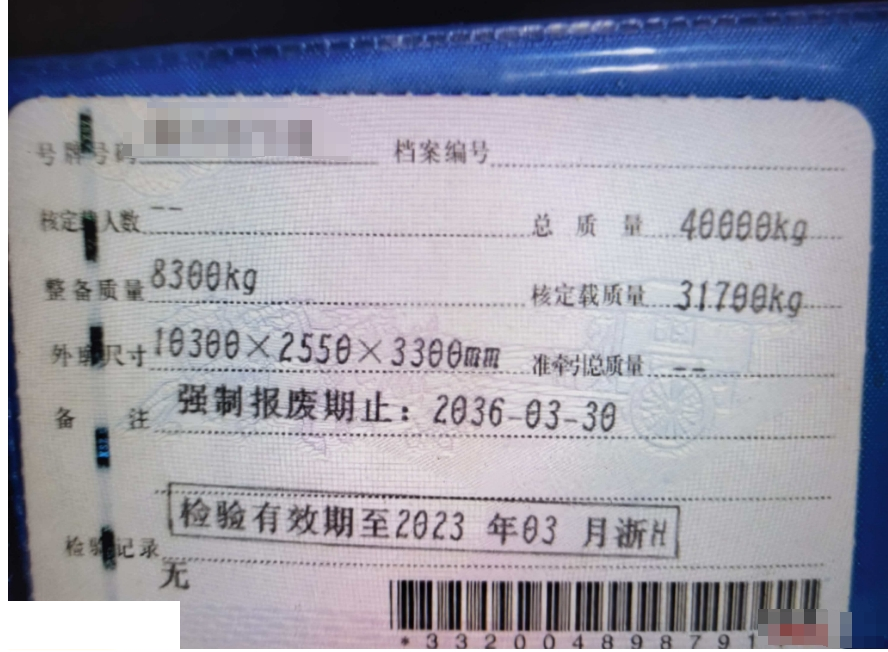 号牌号码 档案编号
核定载人数 -- 总质量 40000kg
整备质量 8300kg 核定载质量 31700kg
外廓尺寸 10300×2550×3300mm 准牵引总质量 --
备注 强制报废期止：2036-03-30
检验有效期至2023 年03 月浙H
检验记录
无
*332004898791